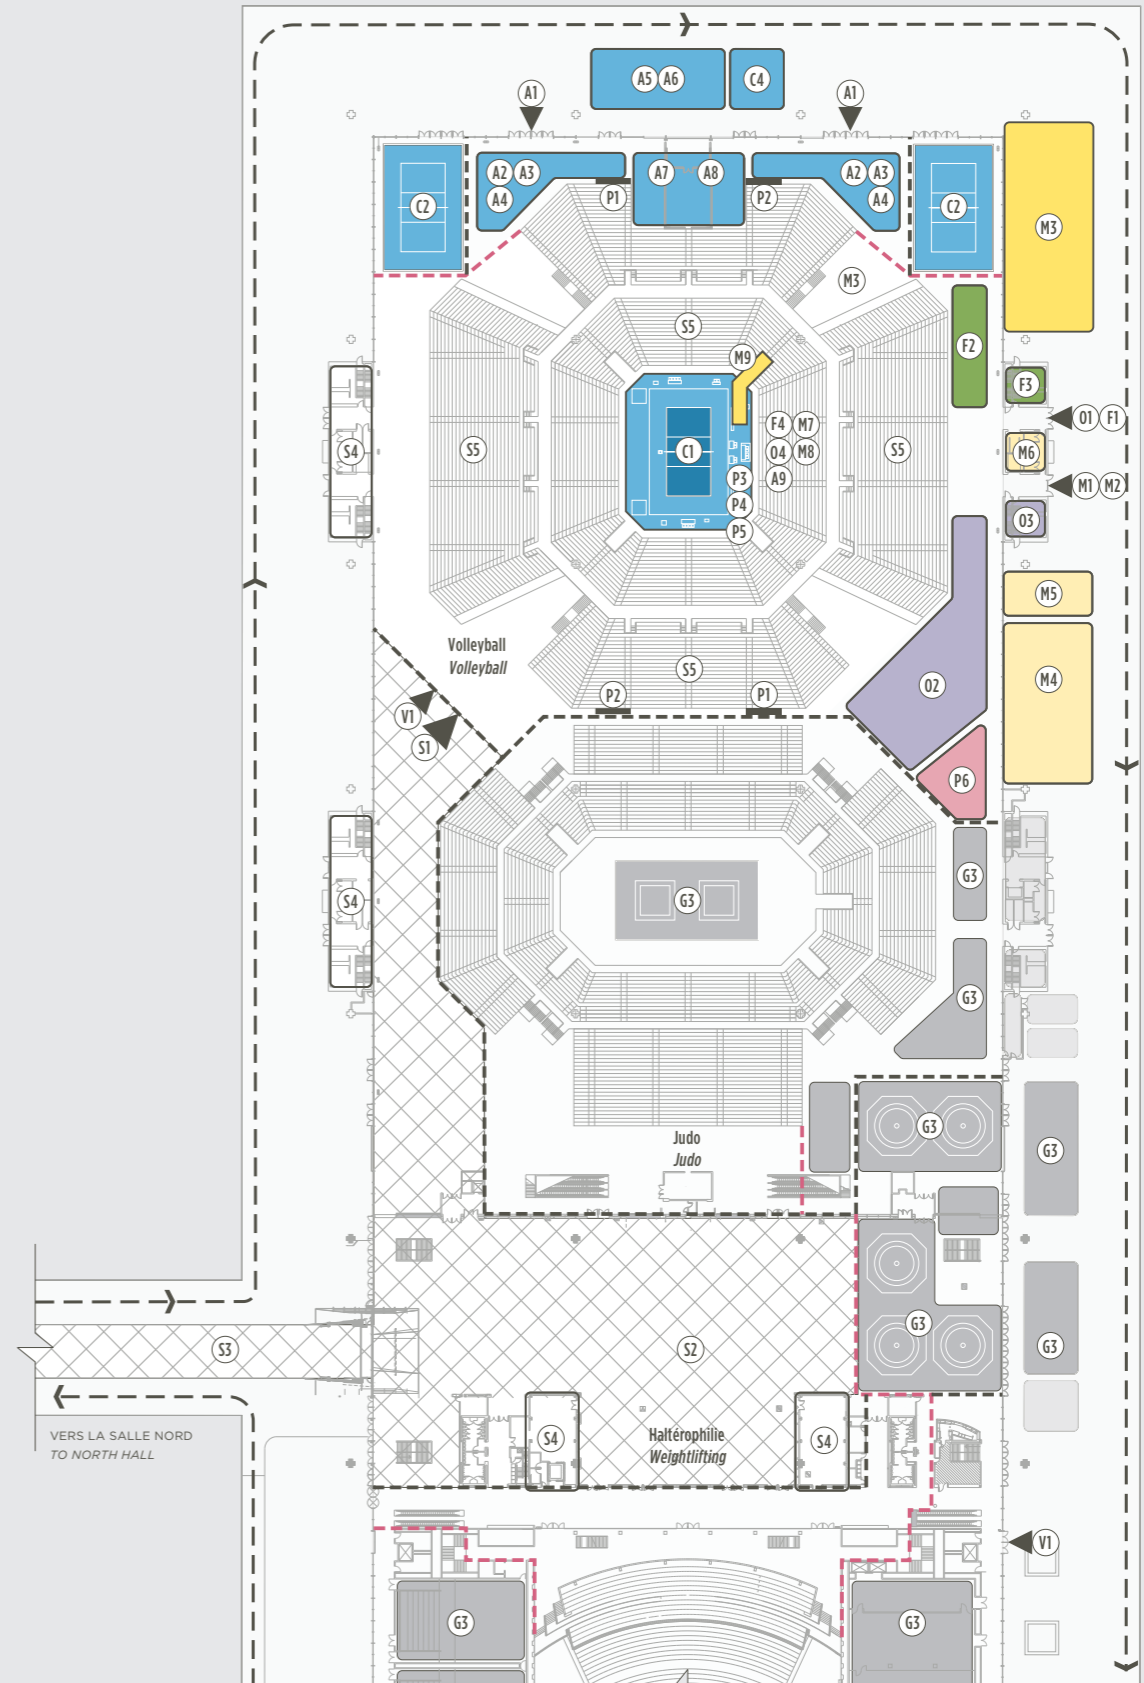 A5 A6 C4
A1 A1
A2 A3 A7 A8 A2 A3
A4 P1 P2 A4
C2 C2
M3
M3
S5 F2
M9
F3
F4 M7 O1 F1
S4 S5 C1 O4 M8 S5 M6
P3 A9 M1 M2
P4 O3
P5
M5
Volleyball
Volleyball
S5 O2 M4
P2 P1
V1
S1
P6
G3
S4 G3
G3
G3
Judo G3
Judo
G3
S3 S2 G3
VERS LA SALLE NORD
TO NORTH HALL
S4 Haltérophilie S4
Weightlifting
V1
G3 G3